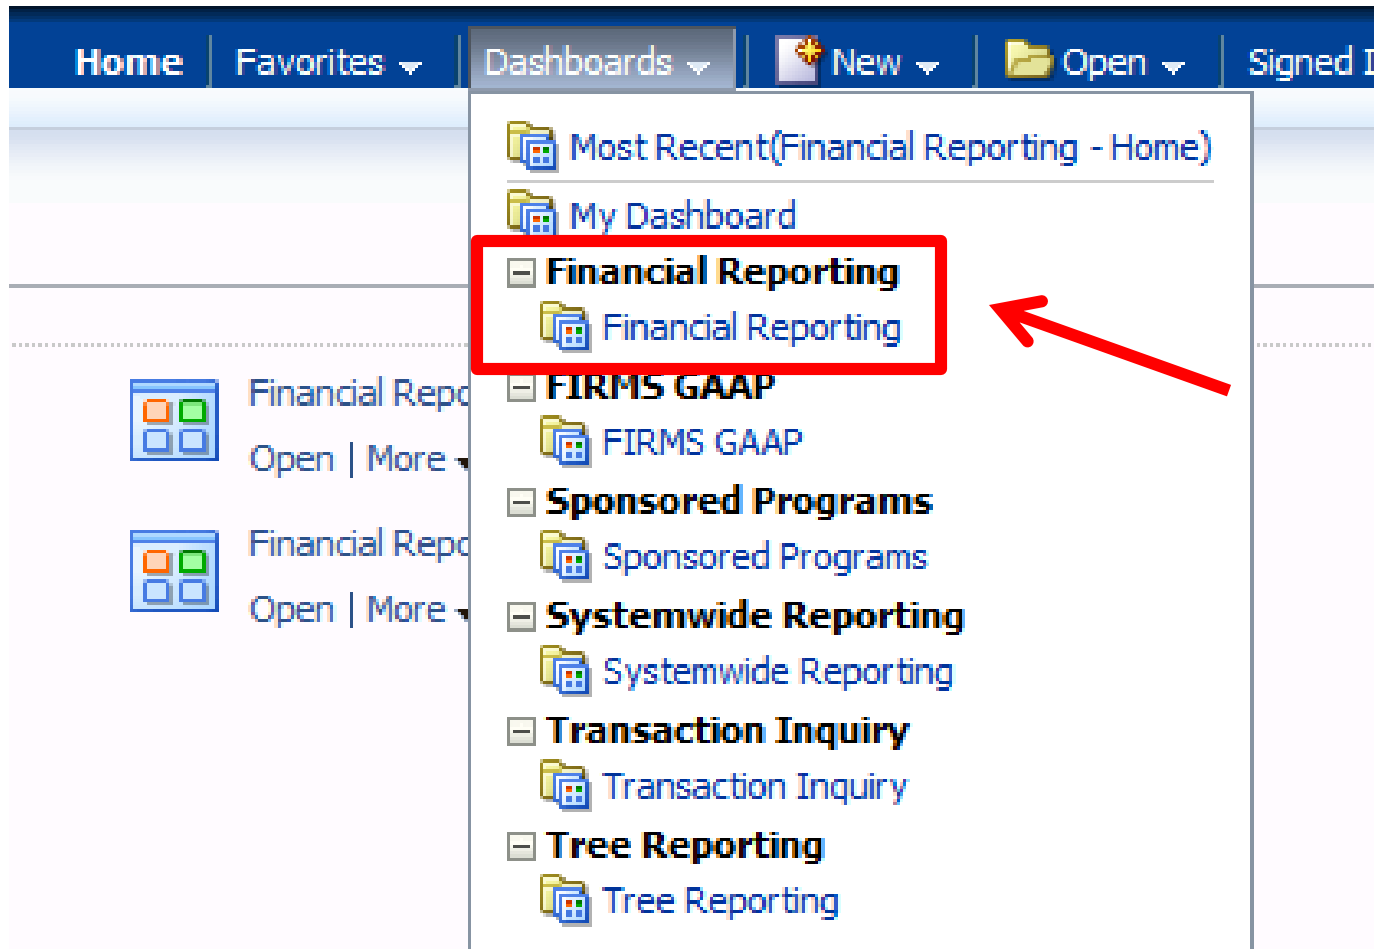 Home Favorites Dashboards New Open Signed
Most Recent(Financial Reporting - Home)
My Dashboard
Financial Reporting
Financial Reporting
FIRMS GAAP
FIRMS GAAP
Sponsored Programs
Sponsored Programs
Systemwide Reporting
Systemwide Reporting
Transaction Inquiry
Transaction Inquiry
Tree Reporting
Tree Reporting
Financial Repo
Open | More
Financial Repo
Open | More